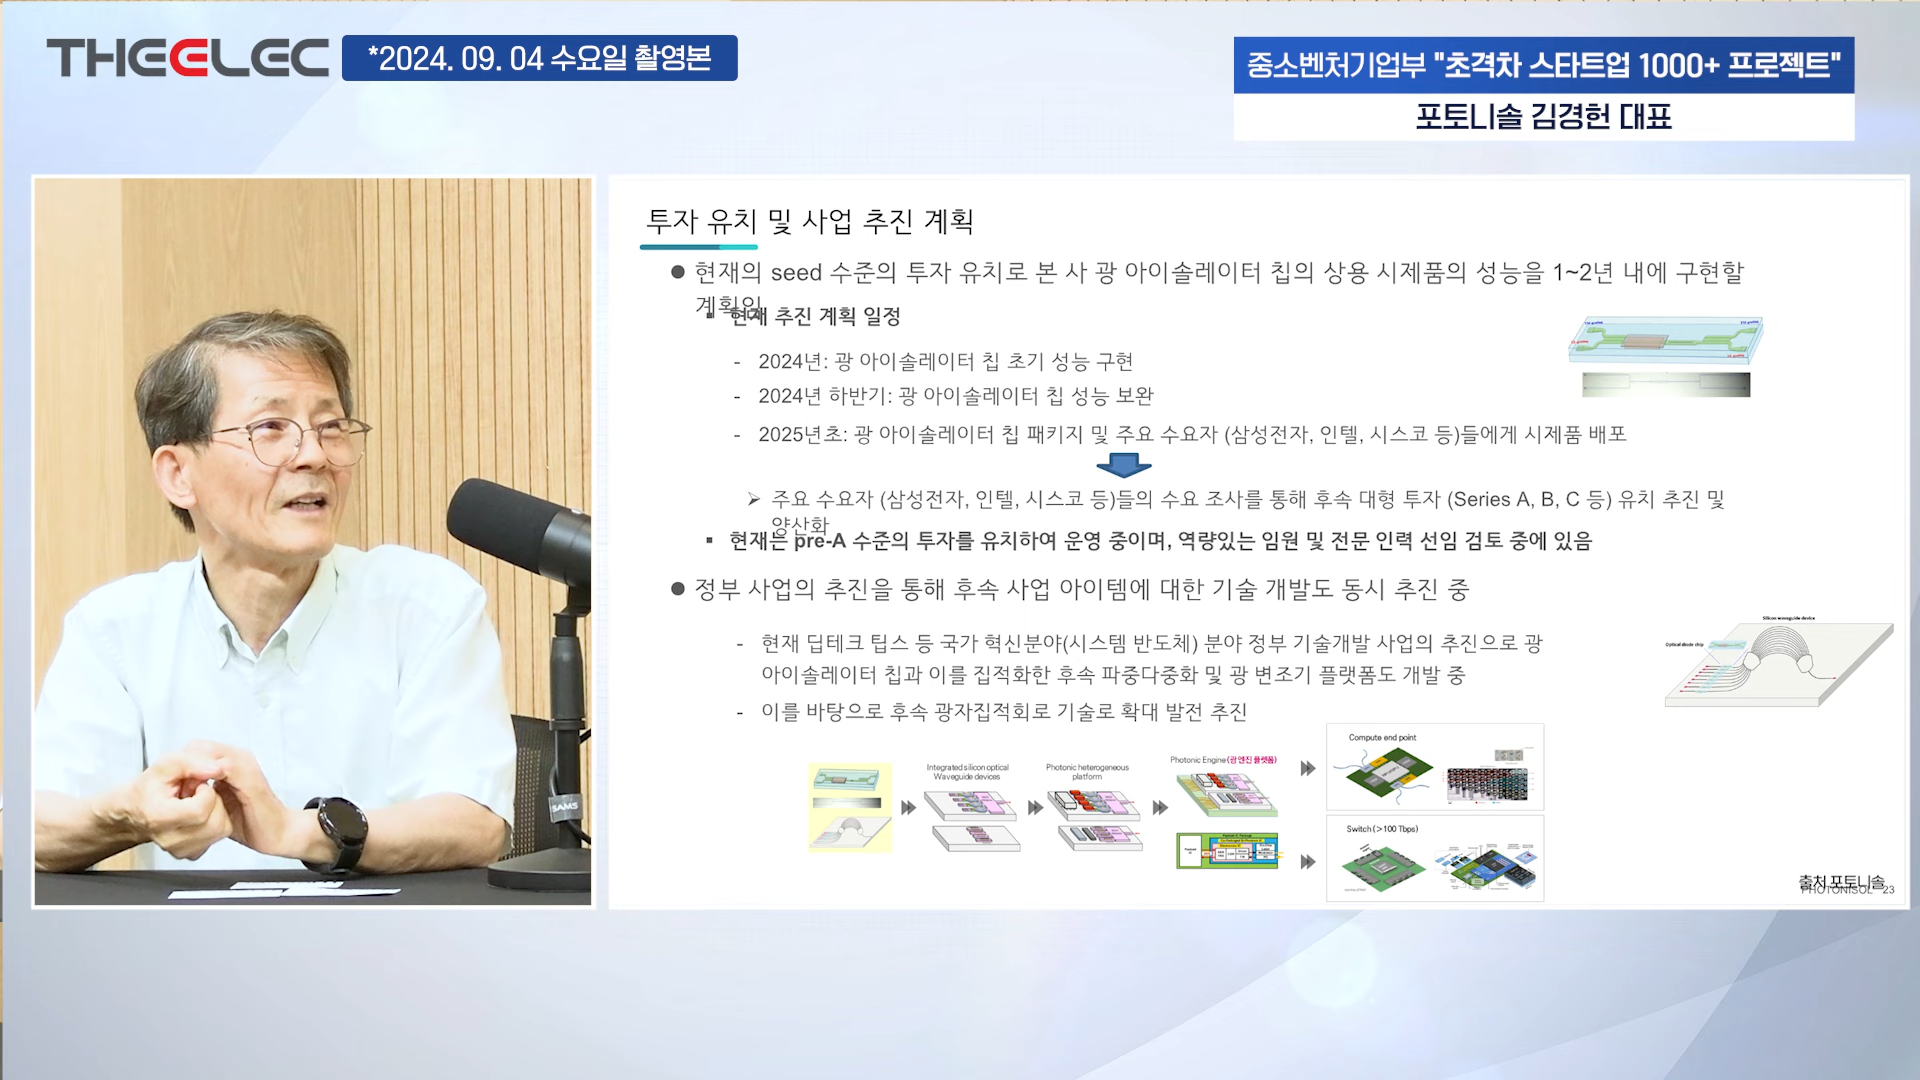 THEELEC
*2024. 09. 04 수요일 촬영본
중소벤처기업부 "초격차 스타트업 1000+ 프로젝트"
포토니솔 김경헌 대표
투자 유치 및 사업 추진 계획
● 현재의 seed 수준의 투자 유치로 본 사 광 아이솔레이터 칩의 상용 시제품의 성능을 1~2년 내에 구현할
계획임
▪ 현재 추진 계획 일정
- 2024년: 광 아이솔레이터 칩 초기 성능 구현
- 2024년 하반기: 광 아이솔레이터 칩 성능 보완
- 2025년초: 광 아이솔레이터 칩 패키지 및 주요 수요자 (삼성전자, 인텔, 시스코 등)들에게 시제품 배포
➢ 주요 수요자 (삼성전자, 인텔, 시스코 등)들의 수요 조사를 통해 후속 대형 투자 (Series A, B, C 등) 유치 추진 및
양산화
▪ 현재는 pre-A 수준의 투자를 유치하여 운영 중이며, 역량있는 임원 및 전문 인력 선임 검토 중에 있음
● 정부 사업의 추진을 통해 후속 사업 아이템에 대한 기술 개발도 동시 추진 중
- 현재 딥테크 팁스 등 국가 혁신분야(시스템 반도체) 분야 정부 기술개발 사업의 추진으로 광
아이솔레이터 칩과 이를 집적화한 후속 파중다중화 및 광 변조기 플랫폼도 개발 중
- 이를 바탕으로 후속 광자집적회로 기술로 확대 발전 추진
Silicon waveguide device
Optical diode chip
Integrated silicon optical
Waveguide devices
Photonic heterogeneous
platform
Photonic Engine (광 엔진 플랫폼)
Compute end point
Switch (>100 Tbps)
출처 포토니솔
PHOTONISOL 23
SAMS